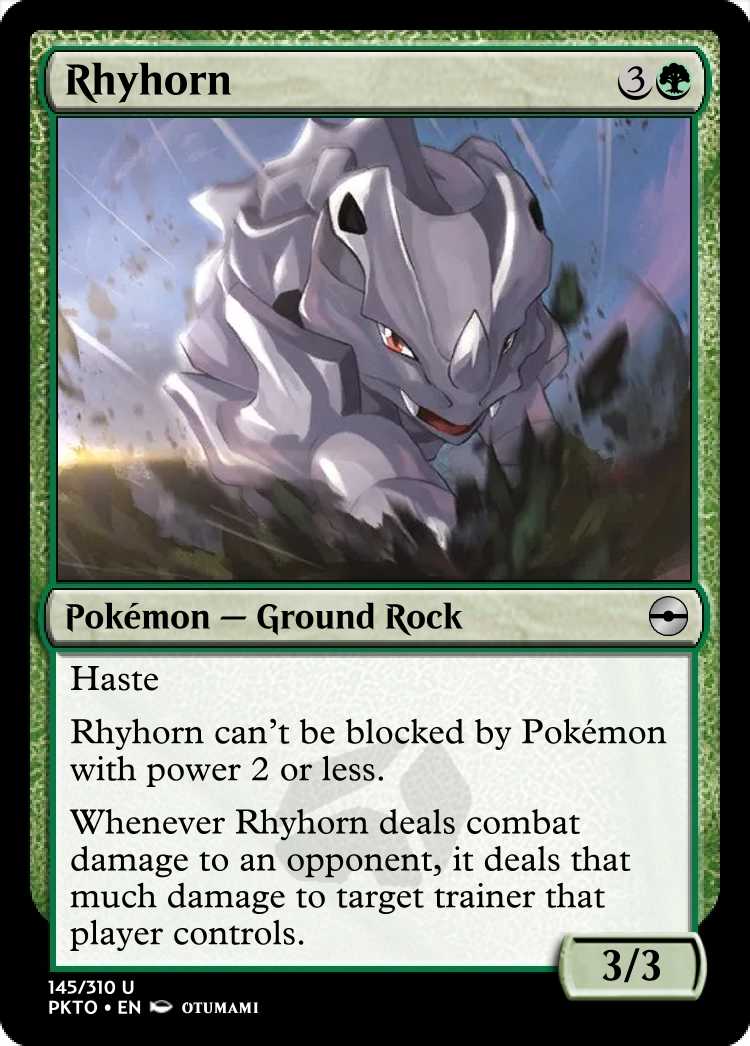 Rhyhorn 3
Pokémon — Ground Rock
Haste
Rhyhorn can't be blocked by Pokémon
with power 2 or less.
Whenever Rhyhorn deals combat
damage to an opponent, it deals that
much damage to target trainer that
player controls.
3/3
145/310 U
PKTO • EN OTUMAMI